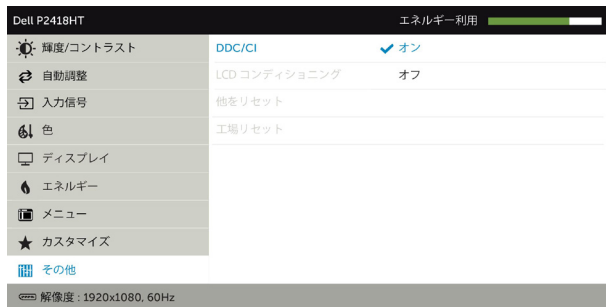 Dell P2418HT エネルギー利用
輝度/コントラスト DDC/CI オン
自動調整 LCD コンディショニング オフ
入力信号 他をリセット
色 工場リセット
ディスプレイ
エネルギー
メニュー
カスタマイズ
その他
解像度 : 1920x1080, 60Hz